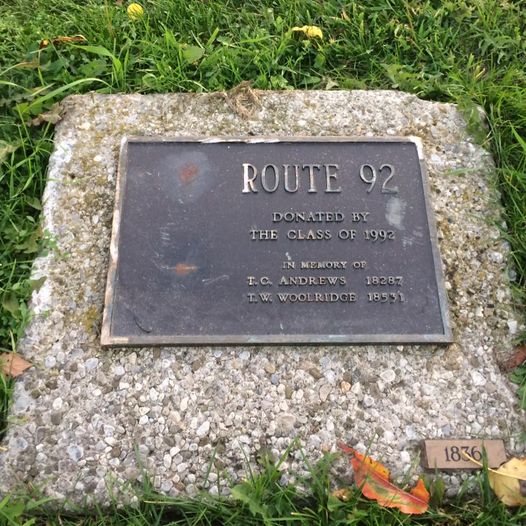 ROUTE 92
DONATED BY
THE CLASS OF 1992
IN MEMORY OF
T.C. ANDREWS 18287
T.W. WOOLRIDGE 18531
1836